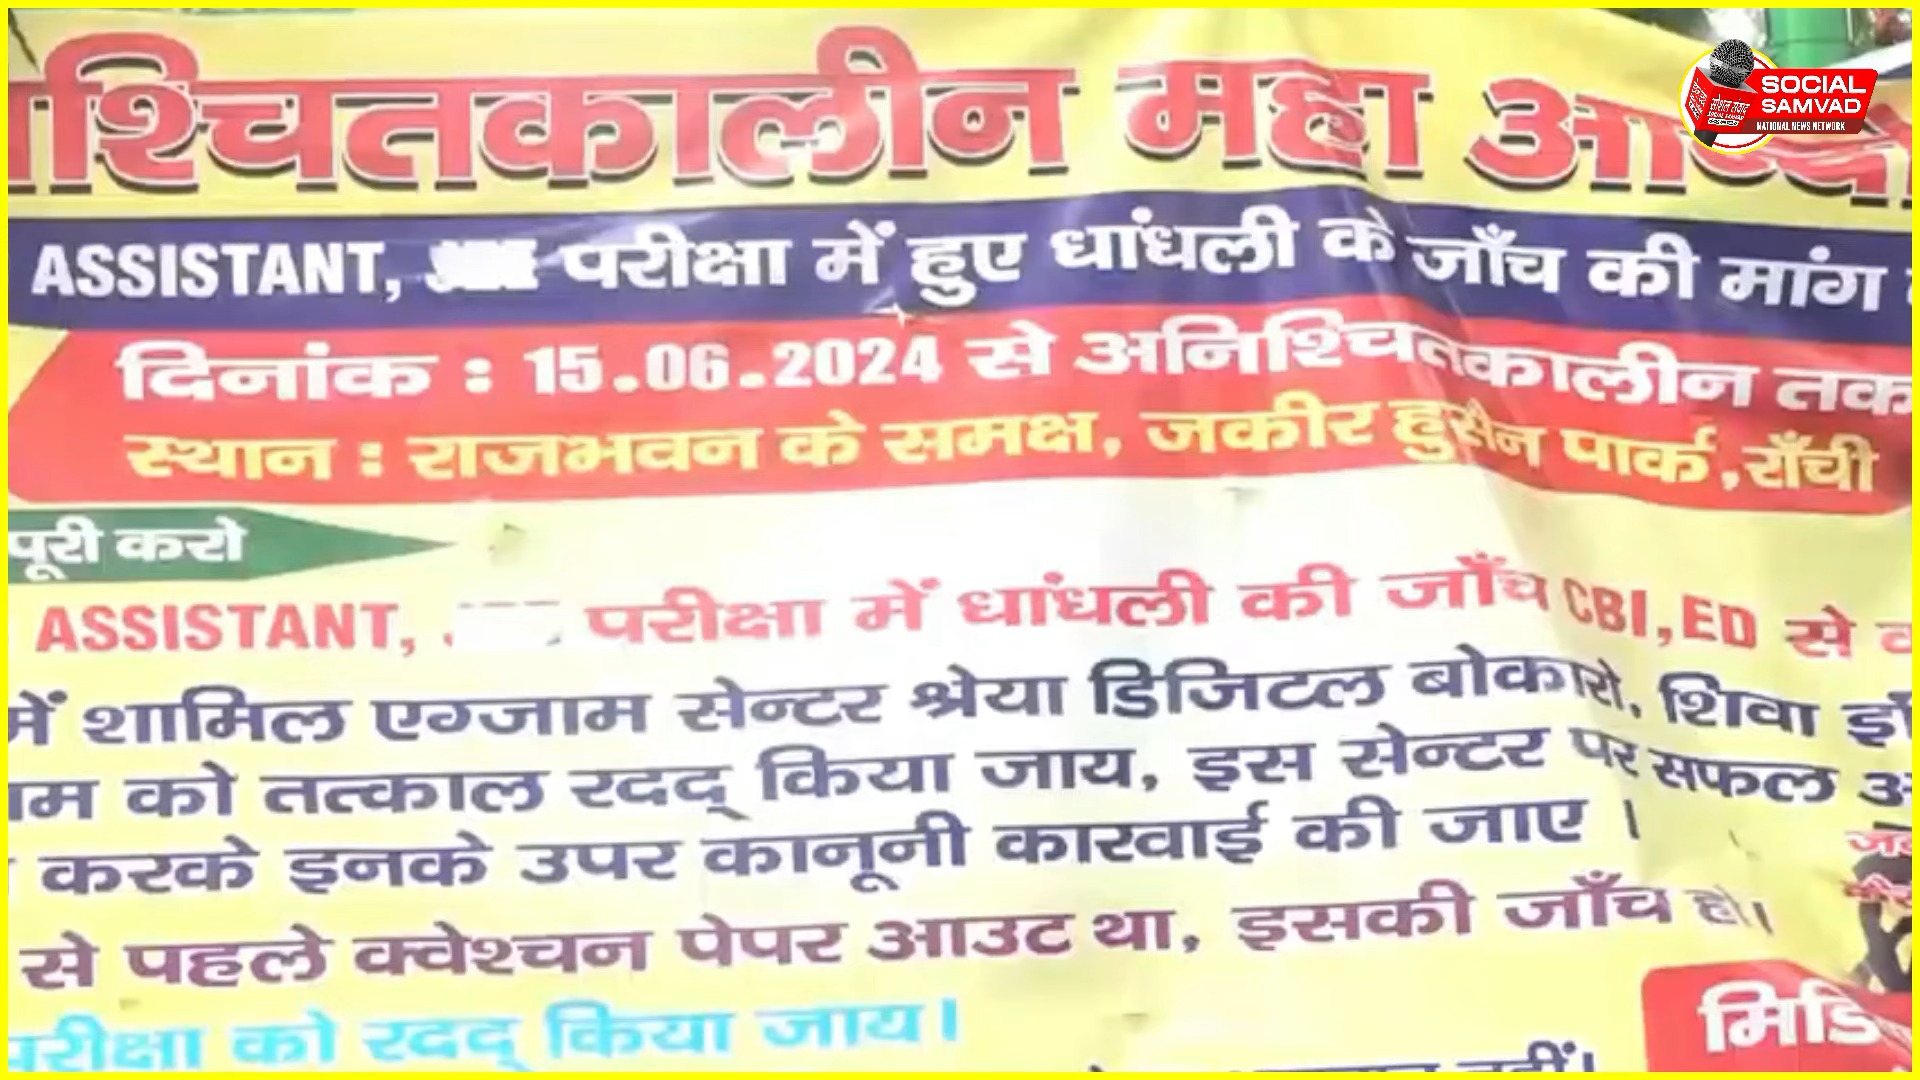 SOCIAL
SAMVAD
NATIONAL NEWS NETWORK
श्चितकालीन महा
ASSISTANT, परीक्षा में हुए धांधली के जाँच की मांग
दिनांक : 15.06.2024 से अनिश्चितकालीन तक
स्थान : राजभवन के समक्ष, जकीर हुसैन पार्क ,राँची
पूरी करो
ASSISTANT, परीक्षा में धांधली की जाँच CBI,ED से
में शामिल एग्जाम सेन्टर श्रेया डिजिटल बोकारो, शिवा
को तत्काल रदद् किया जाय, इस सेन्टर पर सफल
करके इनके उपर कानूनी कारवाई की जाए ।
से पहले क्वेश्चन पेपर आउट था, इसकी जाँच हो।
परीक्षा को रदद् किया जाय।
नहीं।